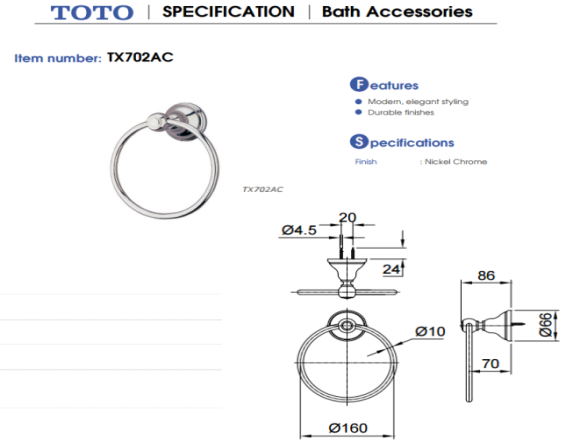 TOTO | SPECIFICATION | Bath Accessories
Item number: TX702AC
Features
Modern, elegant styling
Durable finishes
Specifications
Finish : Nickel Chrome
TX702AC
20
Ø4.5
24
86
Ø66
Ø10
70
Ø160